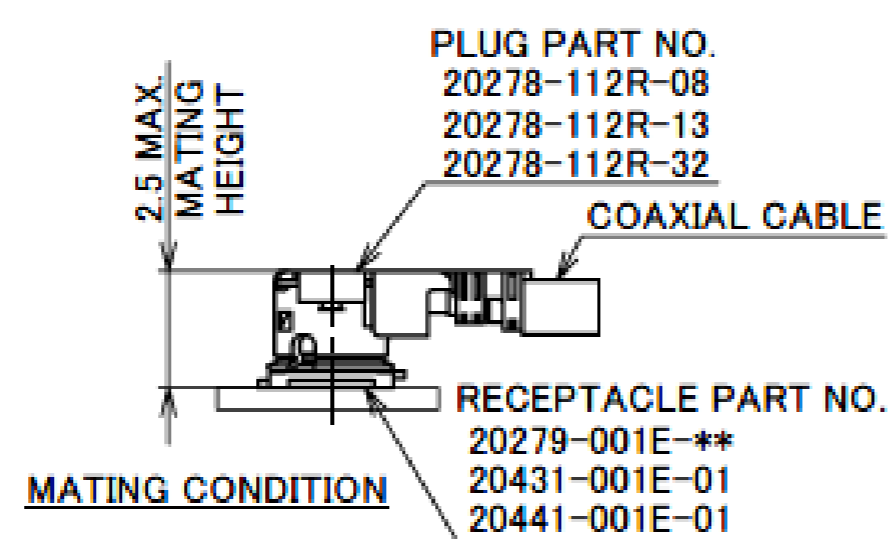 PLUG PART NO.
20278-112R-08
20278-112R-13
20278-112R-32
2.5 MAX.
MATING
HEIGHT
COAXIAL CABLE
RECEPTACLE PART NO.
20279-001E-**
20431-001E-01
20441-001E-01
MATING CONDITION